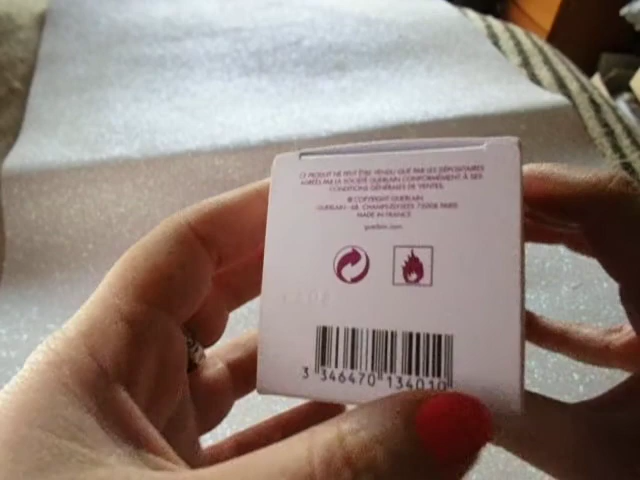 CE PRODUIT NE PEUT ÊTRE VENDU QUE PAR LES DÉPOSITAIRES
AGRÉÉS PAR LA SOCIÉTÉ GUERLAIN CONFORMÉMENT À SES
CONDITIONS GÉNÉRALES DE VENTES.
© COPYRIGHT GUERLAIN
GUERLAIN - 68, CHAMPS-ELYSÉES 75008 PARIS
MADE IN FRANCE
guerlain.com
3 346470 134010